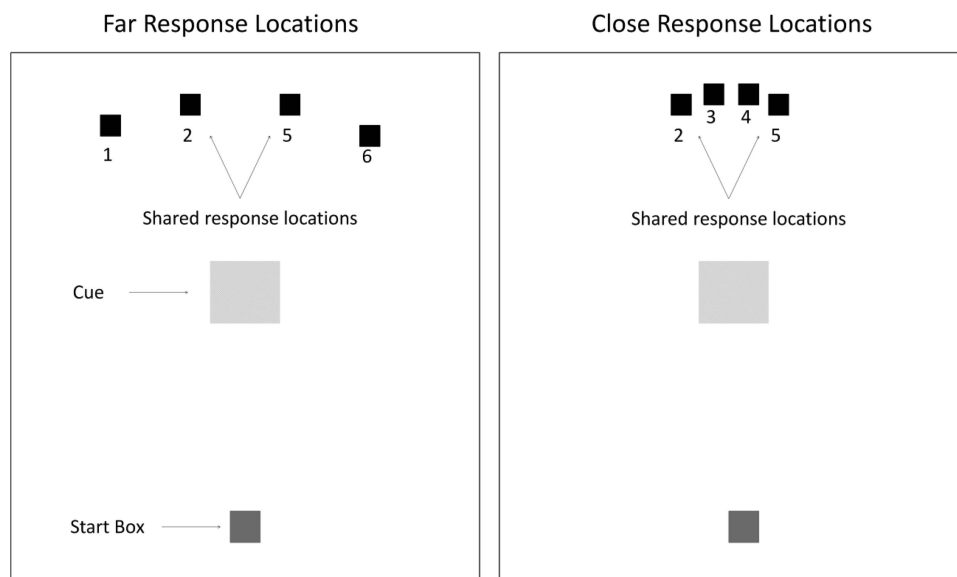 Far Response Locations
1
2
5
6
Shared response locations
Cue
Start Box
Close Response Locations
2
3
4
5
Shared response locations